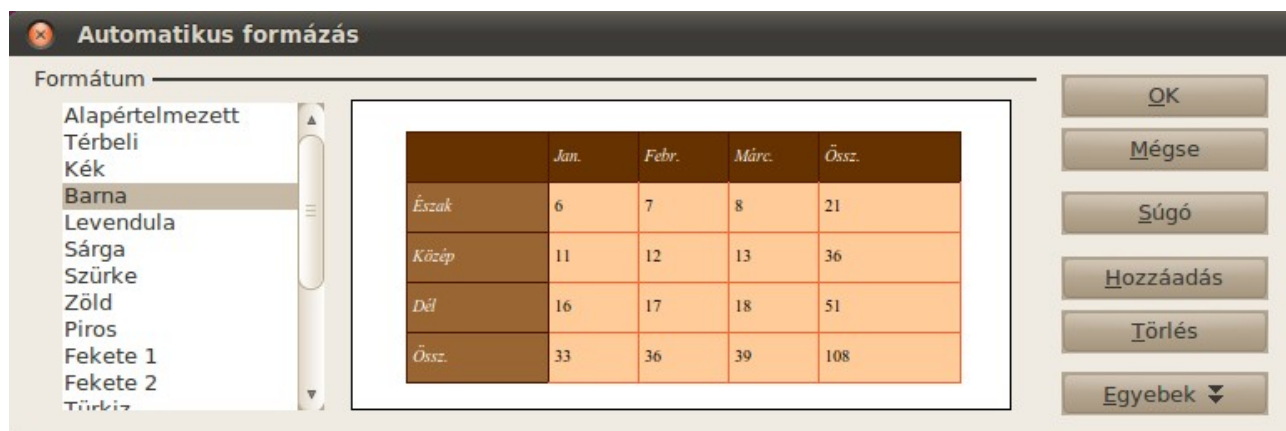 Automatikus formázás
Formátum
Alapértelmezett
Térbeli
Kék
Barna
Levendula
Sárga
Szürke
Zöld
Piros
Fekete 1
Fekete 2
Türkiz
Jan. Febr. Márc. Össz.
Észak 6 7 8 21
Közép 11 12 13 36
Dél 16 17 18 51
Össz. 33 36 39 108
OK
Mégse
Súgó
Hozzáadás
Törlés
Egyebek